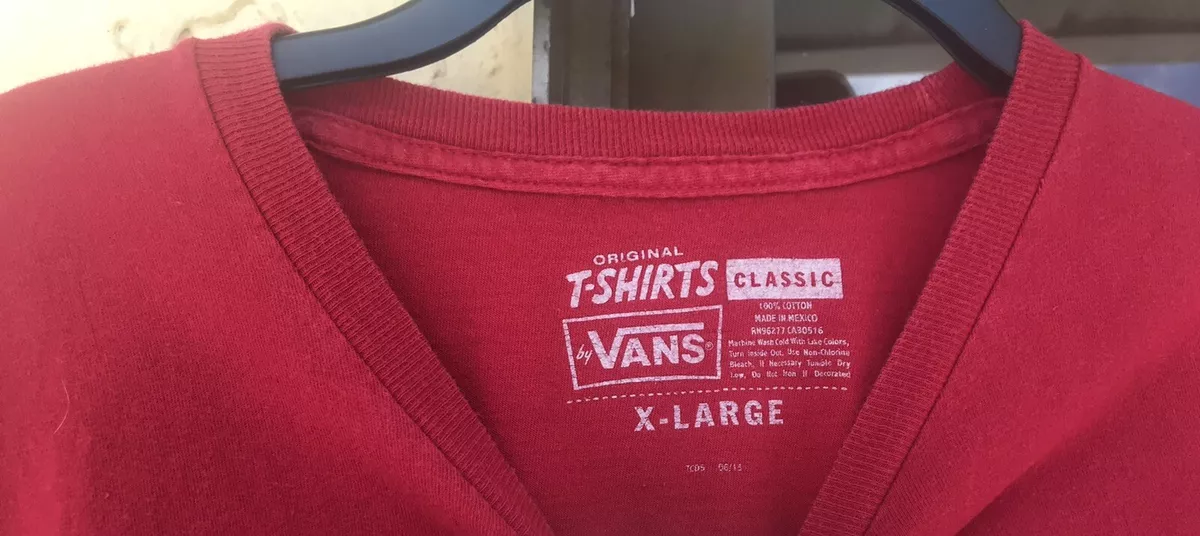 ORIGINAL
T-SHIRTS
CLASSIC
by VANS®
100% COTTON
MADE IN MEXICO
RN96277 CA30516
Machine Wash Cold With Like Colors,
Turn Inside Out, Use Non-Chlorine
Bleach, If Necessary Tumble Dry
Low, Do Not Iron If Decorated
X-LARGE